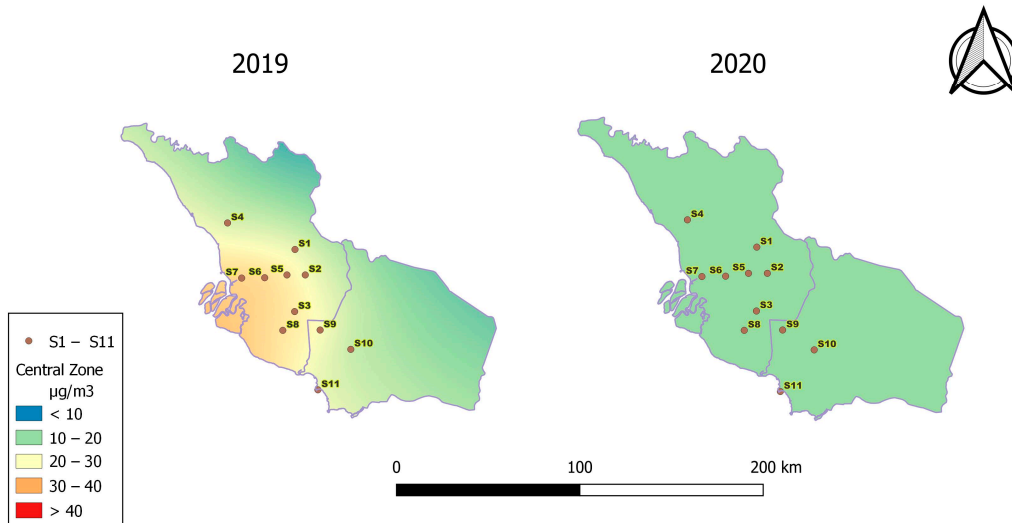 2019
2020
S4
S1
S7
S6
S5
S2
S3
S8
S9
S10
S11
S4
S1
S7
S6
S5
S2
S3
S8
S9
S10
S11
S1 – S11
Central Zone
µg/m3
< 10
10 – 20
20 – 30
30 – 40
> 40
0
100
200 km